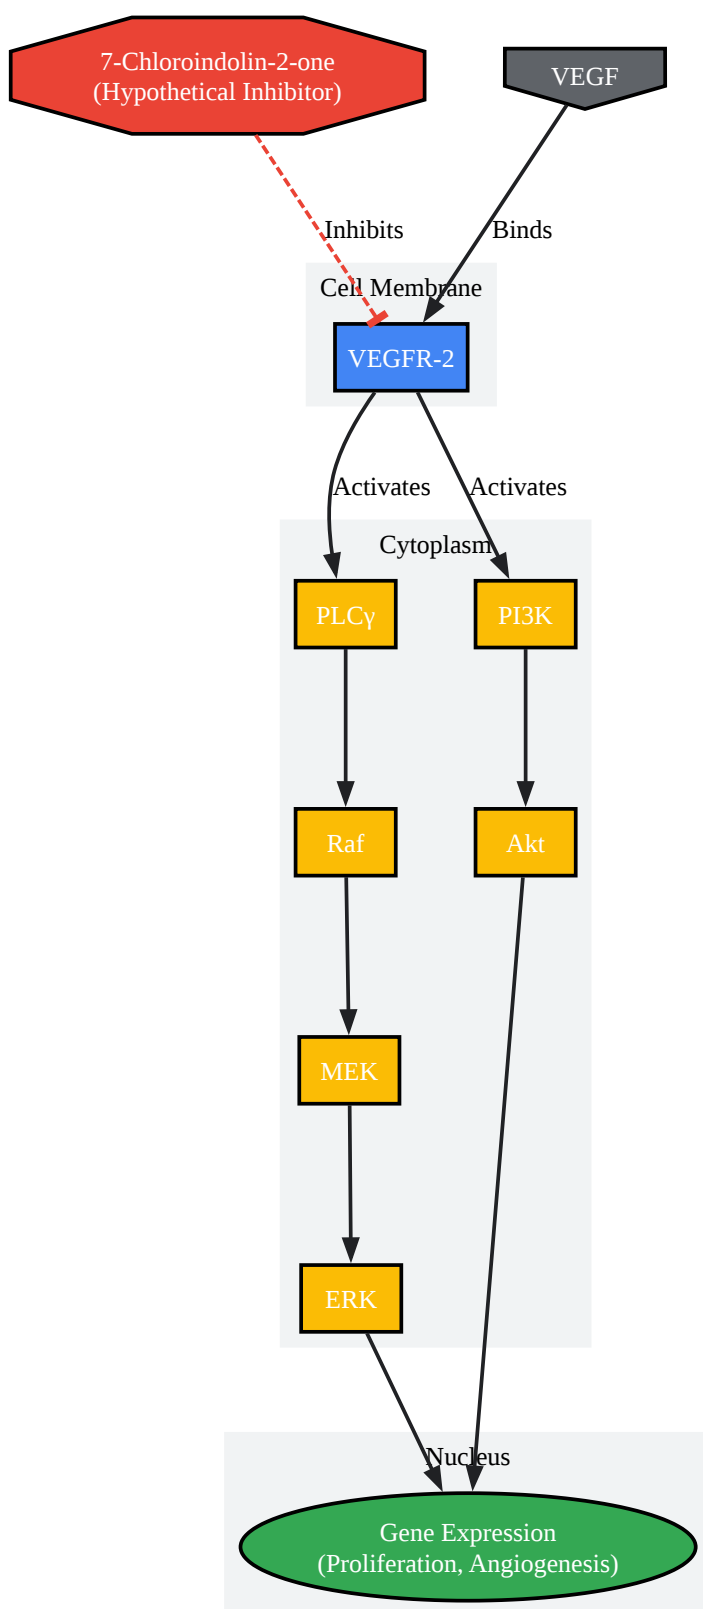 7-Chloroindolin-2-one
(Hypothetical Inhibitor)
VEGF
Inhibits
Binds
Cell Membrane
VEGFR-2
Activates
Activates
Cytoplasm
PLCγ
PI3K
Raf
Akt
MEK
ERK
Nucleus
Gene Expression
(Proliferation, Angiogenesis)